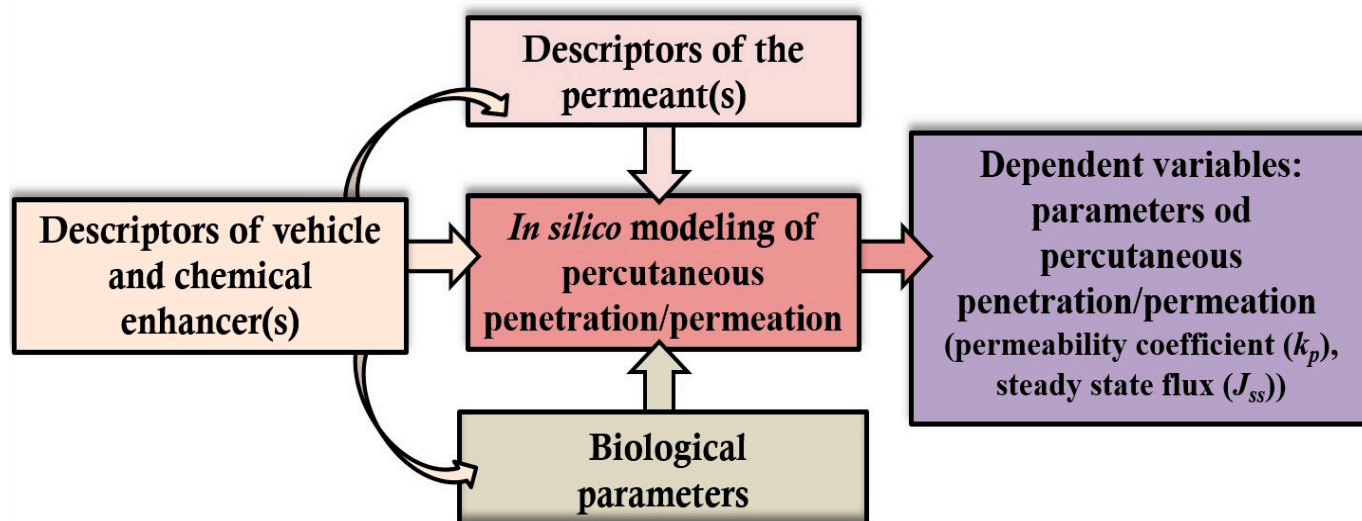 Descriptors of the
permeant(s)
Descriptors of vehicle
and chemical
enhancer(s)
In silico modeling of
percutaneous
penetration/permeation
Biological
parameters
Dependent variables:
parameters od
percutaneous
penetration/permeation
(permeability coefficient (kp),
steady state flux (Jss))